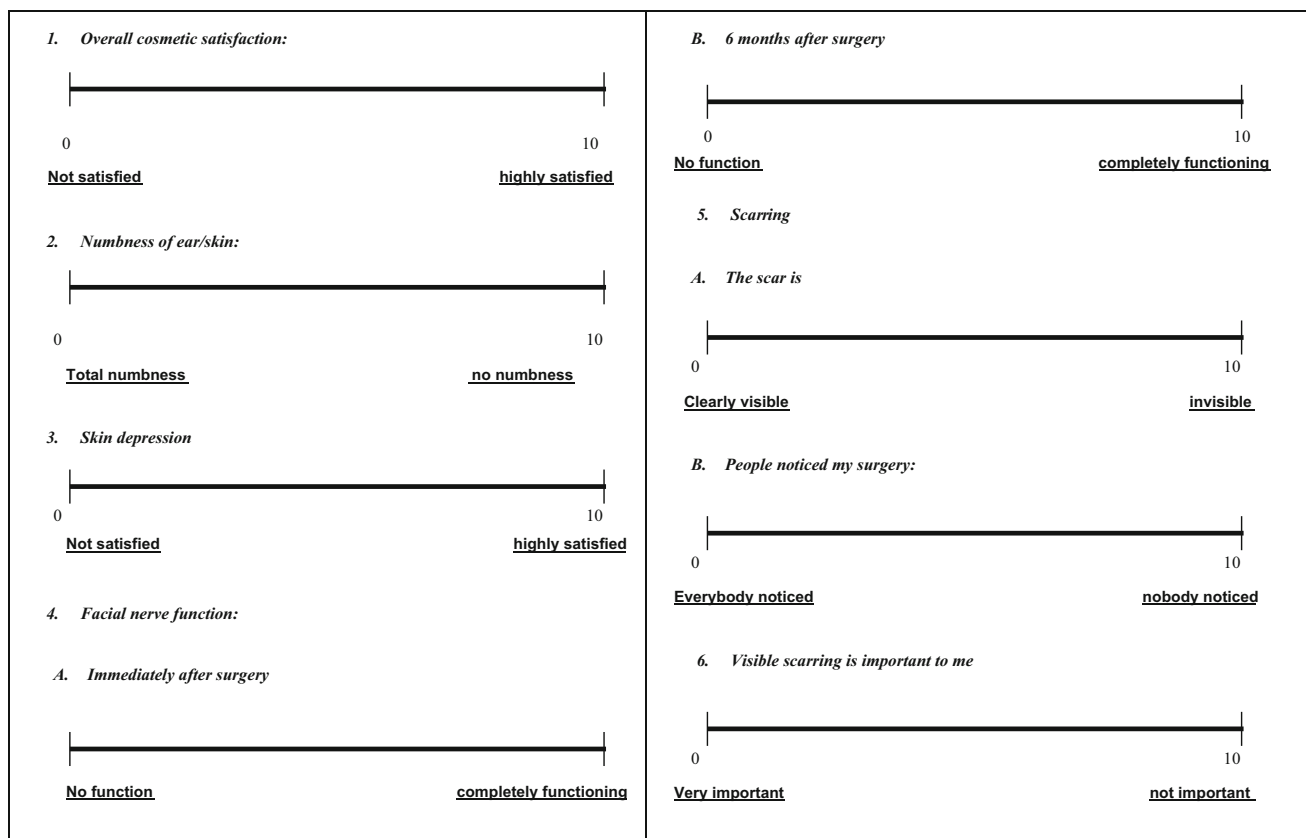 1. Overall cosmetic satisfaction:
0 10
Not satisfied highly satisfied
2. Numbness of ear/skin:
0 10
Total numbness no numbness
3. Skin depression
0 10
Not satisfied highly satisfied
4. Facial nerve function:
A. Immediately after surgery
No function completely functioning
B. 6 months after surgery
0 10
No function completely functioning
5. Scarring
A. The scar is
0 10
Clearly visible invisible
B. People noticed my surgery:
0 10
Everybody noticed nobody noticed
6. Visible scarring is important to me
0 10
Very important not important